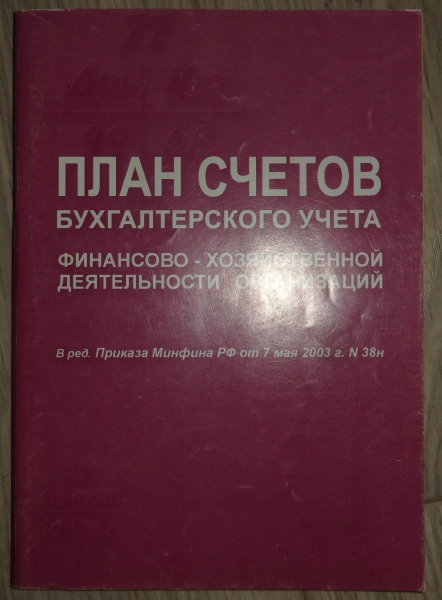 ПЛАН СЧЕТОВ
БУХГАЛТЕРСКОГО УЧЕТА
ФИНАНСОВО - ХОЗЯЙСТВЕННОЙ
ДЕЯТЕЛЬНОСТИ ОРГАНИЗАЦИЙ
В ред. Приказа Минфина РФ от 7 мая 2003 г. N 38н